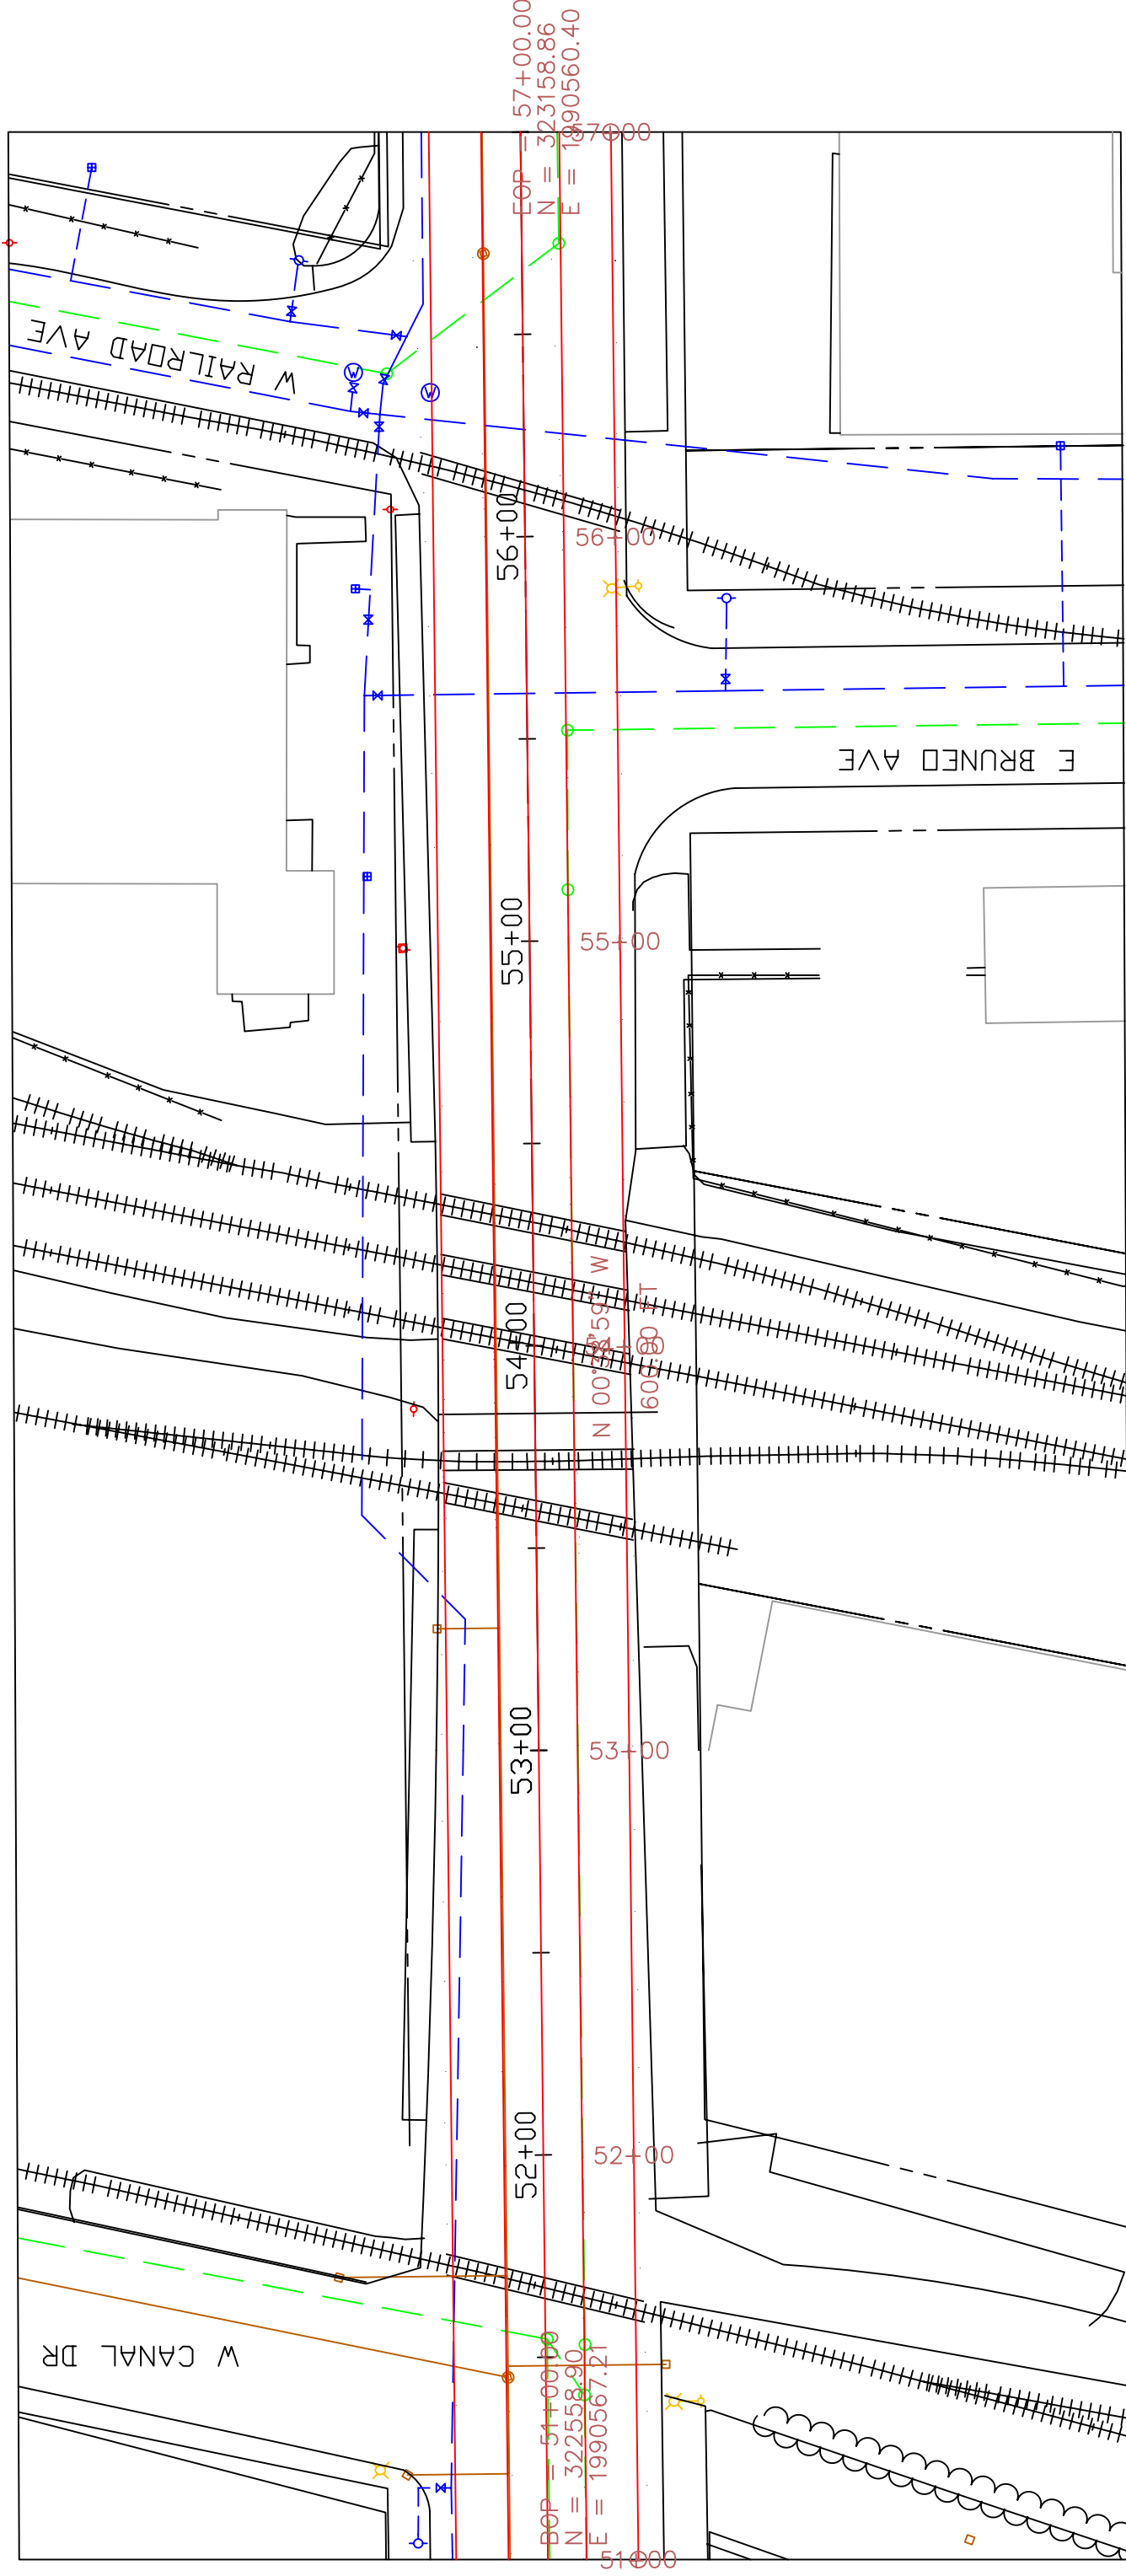 EOP = 57+00.00
N = 323158.86
E = 1990560.40
57+00
W RAILROAD AVE
W
W
56+00
56+00
E BRUNEO AVE
55+00
55+00
54+00
600.00 FT
53+00
53+00
52+00
52+00
W CANAL DR
BOP = 51+00.00
N = 322558.90
E = 1990567.21
51+00